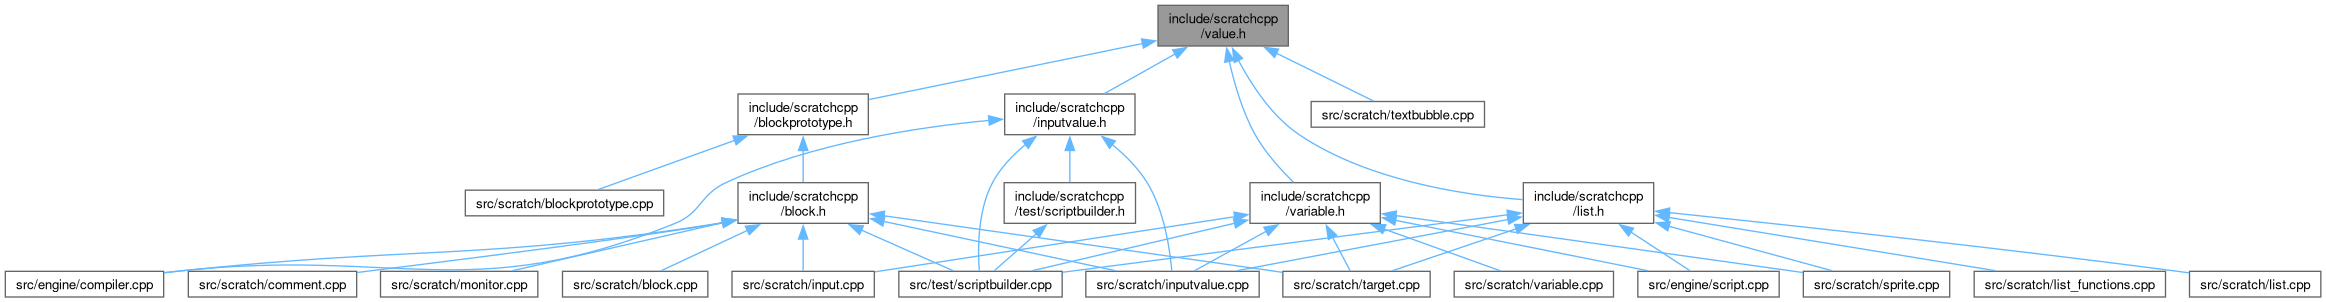 include/scratchcpp
/value.h
include/scratchcpp
/blockprototype.h
include/scratchcpp
/inputvalue.h
src/scratch/textbubble.cpp
src/scratch/blockprototype.cpp
include/scratchcpp
/block.h
include/scratchcpp
/test/scriptbuilder.h
include/scratchcpp
/variable.h
include/scratchcpp
/list.h
src/engine/compiler.cpp
src/scratch/comment.cpp
src/scratch/monitor.cpp
src/scratch/block.cpp
src/scratch/input.cpp
src/test/scriptbuilder.cpp
src/scratch/inputvalue.cpp
src/scratch/target.cpp
src/scratch/variable.cpp
src/engine/script.cpp
src/scratch/sprite.cpp
src/scratch/list_functions.cpp
src/scratch/list.cpp